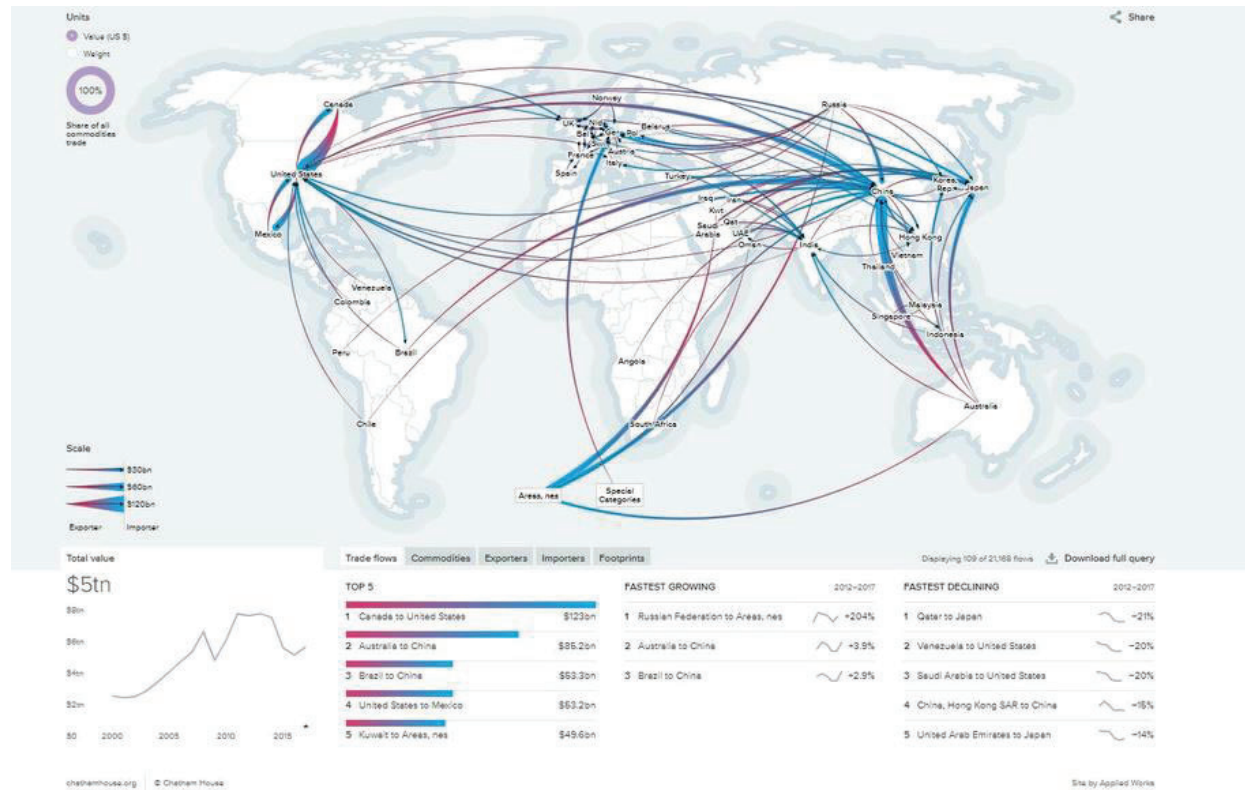 Units
Value (US $)
Weight
100%
Share of all
commodities
trade
Share
Canada
United States
Mexico
Venezuela
Colombia
Peru
Brazil
Chile
Norway
UK
Nld
Bel
Ger
Pol
Belarus
Austria
France
Italy
Spain
Turkey
Russia
Iraq
Iran
Kwt
Qat
Saudi
Arabia
UAE
Oman
India
China
Korea,
Rep
Japan
Hong Kong
Vietnam
Thailand
Malaysia
Singapore
Indonesia
Angola
South Africa
Australia
Areas, nes
Special
Categories
Scale
$30bn
$60bn
$120bn
Exporter
Importer
Total value
$5tn
$8tn
$6tn
$4tn
$2tn
$0
2000
2005
2010
2015
Trade flows
Commodities
Exporters
Importers
Footprints
Displaying 109 of 21,168 flows
Download full query
TOP 5
1 Canada to United States $123bn
2 Australia to China $85.2bn
3 Brazil to China $53.3bn
4 United States to Mexico $53.2bn
5 Kuwait to Areas, nes $49.6bn
FASTEST GROWING 2012–2017
1 Russian Federation to Areas, nes +204%
2 Australia to China +3.9%
3 Brazil to China +2.9%
FASTEST DECLINING 2012–2017
1 Qatar to Japan −21%
2 Venezuela to United States −20%
3 Saudi Arabia to United States −20%
4 China, Hong Kong SAR to China −15%
5 United Arab Emirates to Japan −14%
chathamhouse.org
© Chatham House
Site by Applied Works